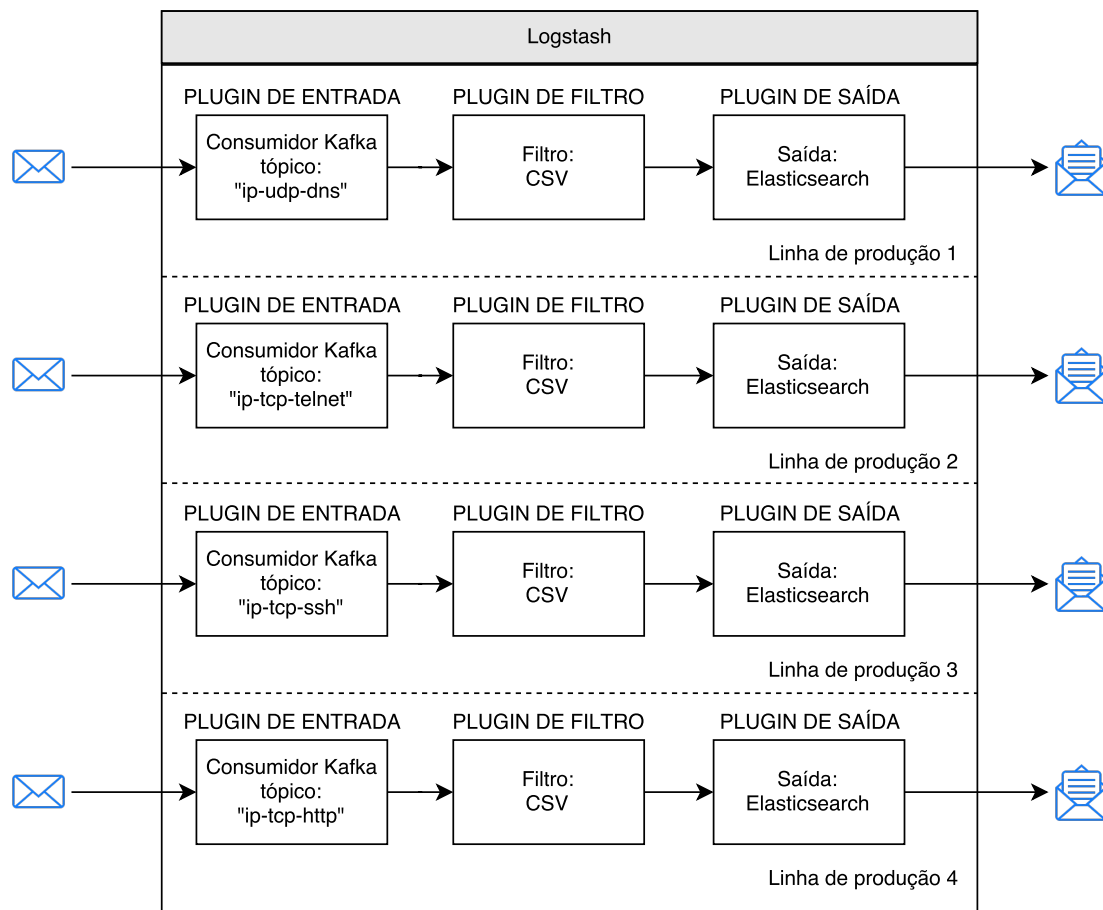 Logstash
PLUGIN DE ENTRADA
PLUGIN DE FILTRO
PLUGIN DE SAÍDA
Consumidor Kafka
tópico:
"ip-udp-dns"
Filtro:
CSV
Saída:
Elasticsearch
Linha de produção 1
PLUGIN DE ENTRADA
PLUGIN DE FILTRO
PLUGIN DE SAÍDA
Consumidor Kafka
tópico:
"ip-tcp-telnet"
Filtro:
CSV
Saída:
Elasticsearch
Linha de produção 2
PLUGIN DE ENTRADA
PLUGIN DE FILTRO
PLUGIN DE SAÍDA
Consumidor Kafka
tópico:
"ip-tcp-ssh"
Filtro:
CSV
Saída:
Elasticsearch
Linha de produção 3
PLUGIN DE ENTRADA
PLUGIN DE FILTRO
PLUGIN DE SAÍDA
Consumidor Kafka
tópico:
"ip-tcp-http"
Filtro:
CSV
Saída:
Elasticsearch
Linha de produção 4